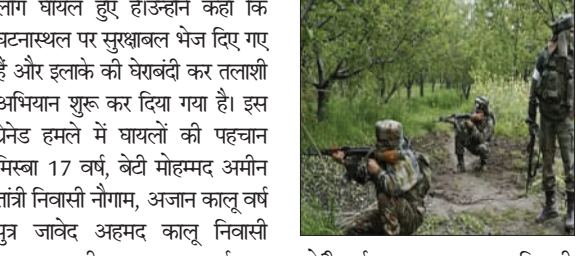 घायल हुए हैं।उन्होंने कहा कि
घटनास्थल पर सुरक्षाबल भेज दिए गए
हैं और इलाके की घेराबंदी कर तलाशी
अभियान शुरू कर दिया गया है। इस
ग्रेनेड हमले में घायलों की पहचान
मिस्बा 17 वर्ष, बेटी मोहम्मद अमीन
तांत्री निवासी नौगाम, अजान कालू वर्ष
पुत्र जावेद अहमद कालू निवासी